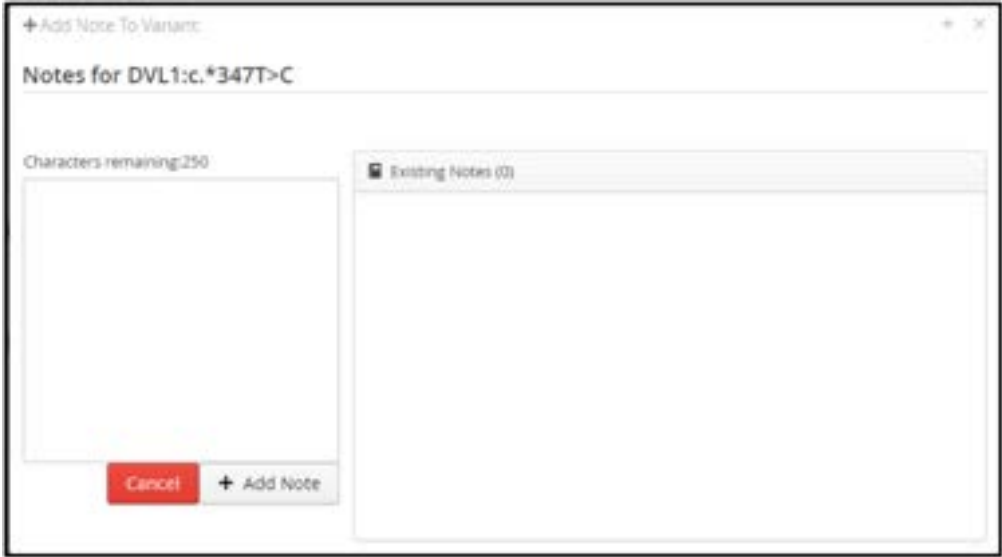 +Add Note To Variant:
Notes for DVL1:c.*347T>C
Characters remaining:250
Existing Notes (0)
Cancel
+ Add Note